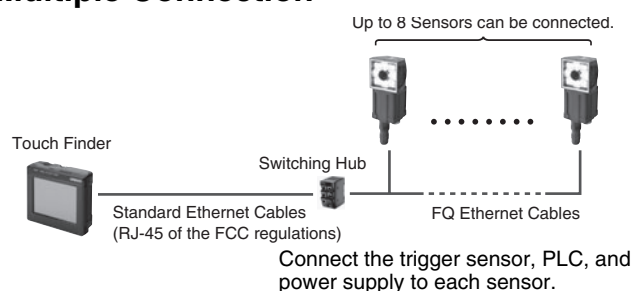 Multiple Connection
Up to 8 Sensors can be connected.
Touch Finder
Switching Hub
Standard Ethernet Cables
(RJ-45 of the FCC regulations)
FQ Ethernet Cables
Connect the trigger sensor, PLC, and
power supply to each sensor.